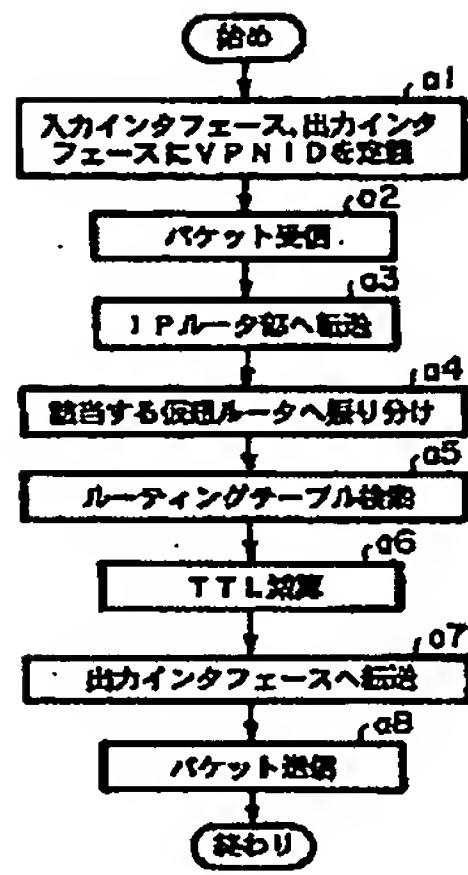 始め
a1
入力インタフェース,出力インタ
フェースにVPNIDを定義
a2
パケット受信
a3
IPルータ部へ転送
a4
該当する仮想ルータへ振り分け
a5
ルーティングテーブル検索
a6
TTL減算
a7
出力インタフェースへ転送
a8
パケット送信
終わり